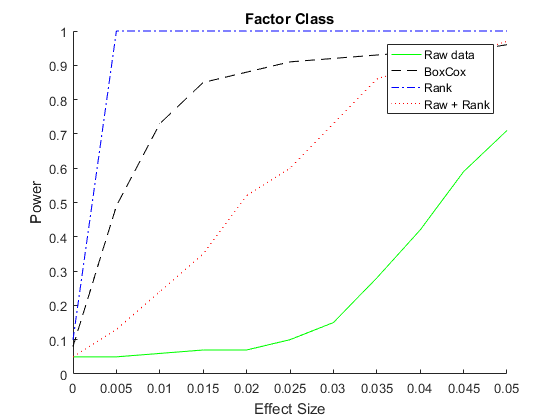 Factor Class
1
0.9
0.8
0.7
0.6
0.5
0.4
0.3
0.2
0.1
0
Power
Raw data
BoxCox
Rank
Raw + Rank
0 0.005 0.01 0.015 0.02 0.025 0.03 0.035 0.04 0.045 0.05
Effect Size